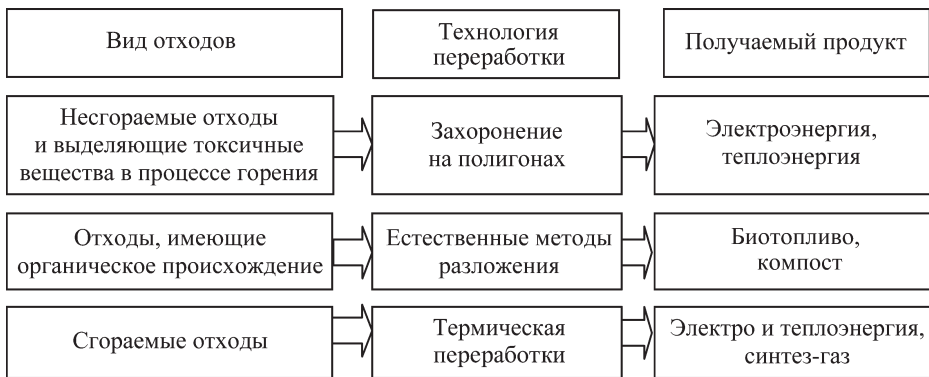 Вид отходов
Технология
переработки
Получаемый продукт
Несгораемые отходы
и выделяющие токсичные
вещества в процессе горения
Захоронение
на полигонах
Электроэнергия,
теплоэнергия
Отходы, имеющие
органическое происхождение
Естественные методы
разложения
Биотопливо,
компост
Сгораемые отходы
Термическая
переработки
Электро и теплоэнергия,
синтез-газ